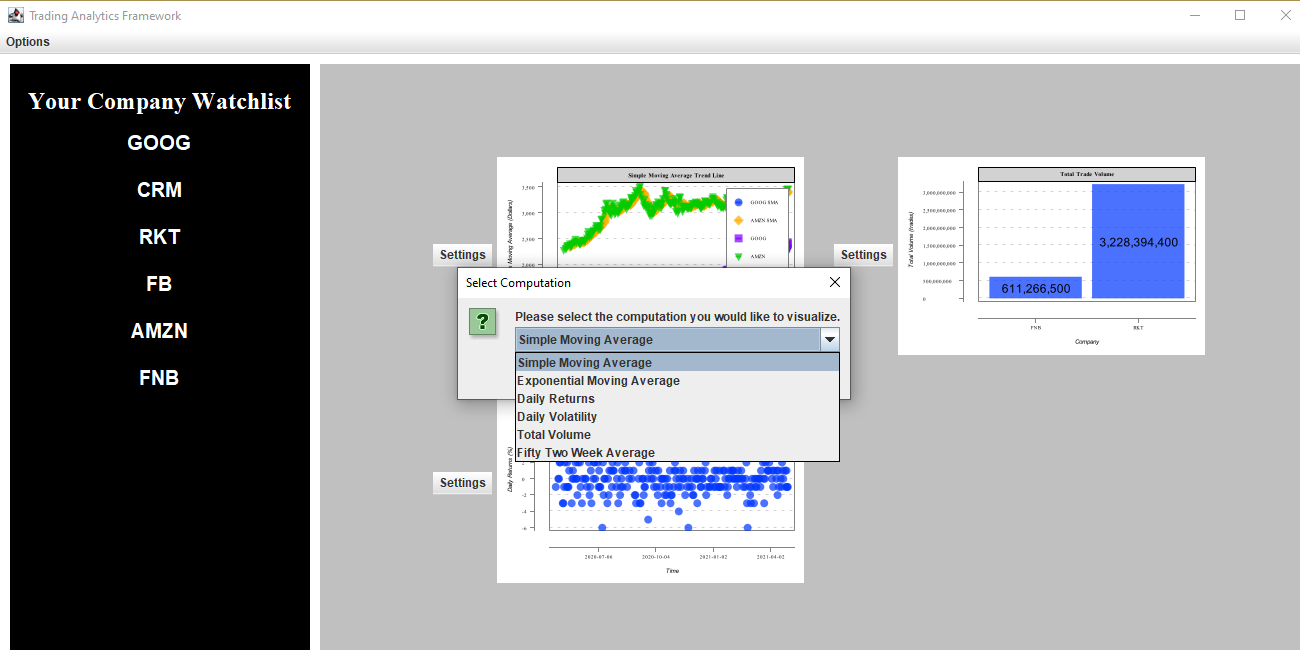 Trading Analytics Framework
Options
Your Company Watchlist
GOOG
CRM
RKT
FB
AMZN
FNB
Settings
Simple Moving Average Trend Line
3,500
3,000
2,500
2,000
Moving Average (Dollars)
GOOG SMA
AMZN SMA
GOOG
AMZN
Settings
Total Trade Volume
Total Volume (trades)
3,000,000,000
2,500,000,000
2,000,000,000
1,500,000,000
1,000,000,000
500,000,000
0
611,266,500
3,228,394,400
FNB
RKT
Company
Select Computation
?
Please select the computation you would like to visualize.
Simple Moving Average
Simple Moving Average
Exponential Moving Average
Daily Returns
Daily Volatility
Total Volume
Fifty Two Week Average
Settings
Daily Returns (%)
2
0
-2
-4
-6
2020-07-06
2020-10-04
2021-01-02
2021-04-02
Time